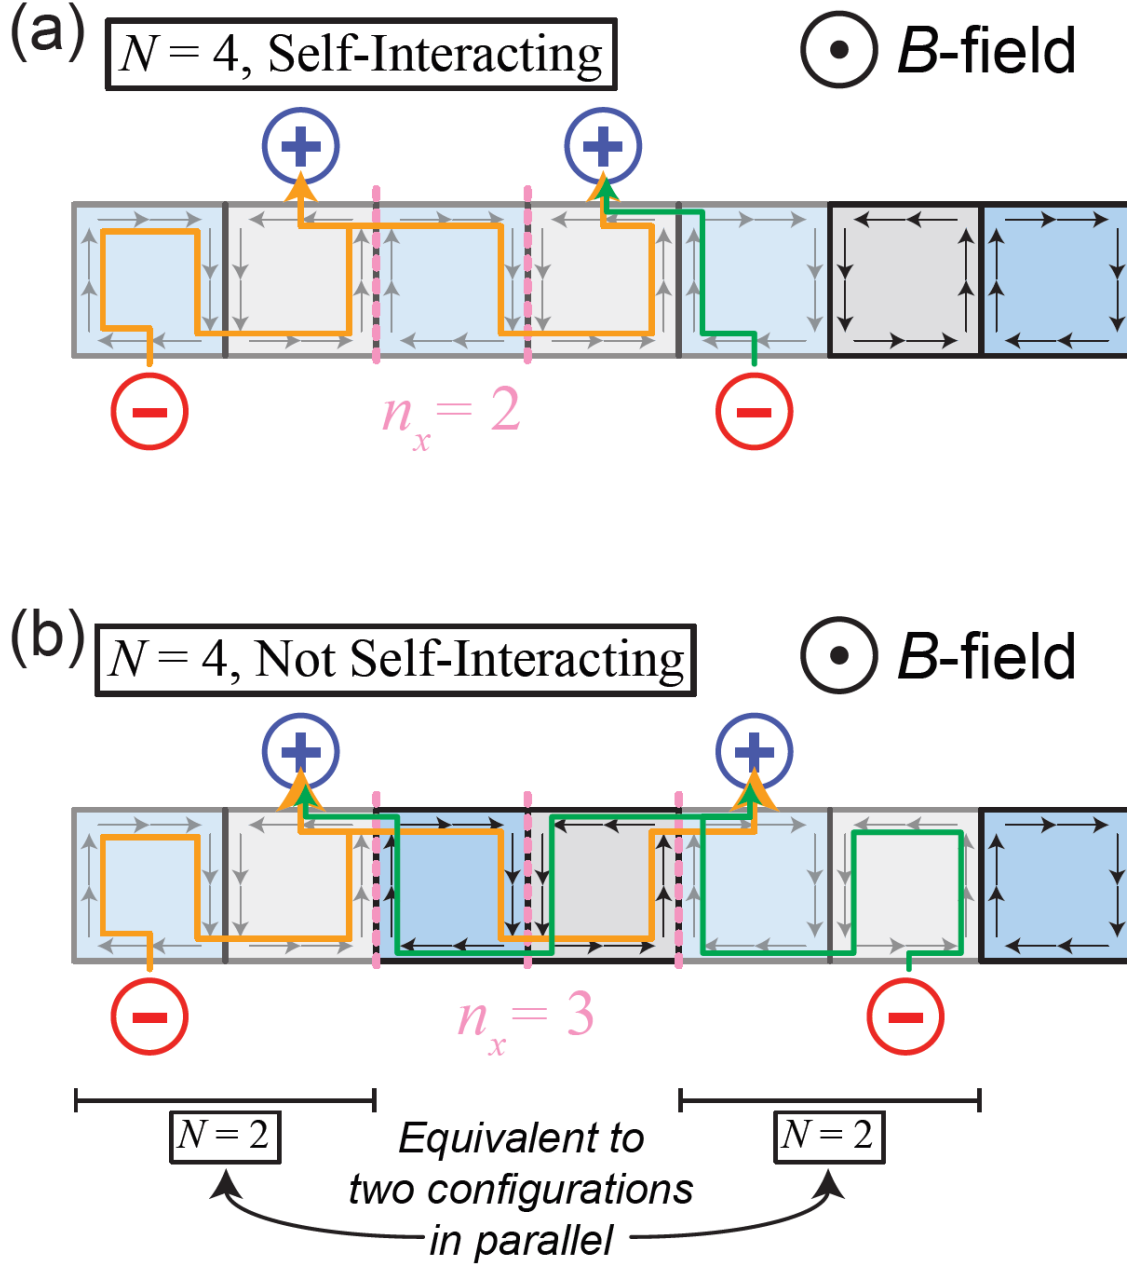 (a)
N = 4, Self-Interacting
B-field
+
+
n_x = 2
−
−
(b)
N = 4, Not Self-Interacting
B-field
+
+
n_x = 3
−
−
N = 2
N = 2
Equivalent to
two configurations
in parallel